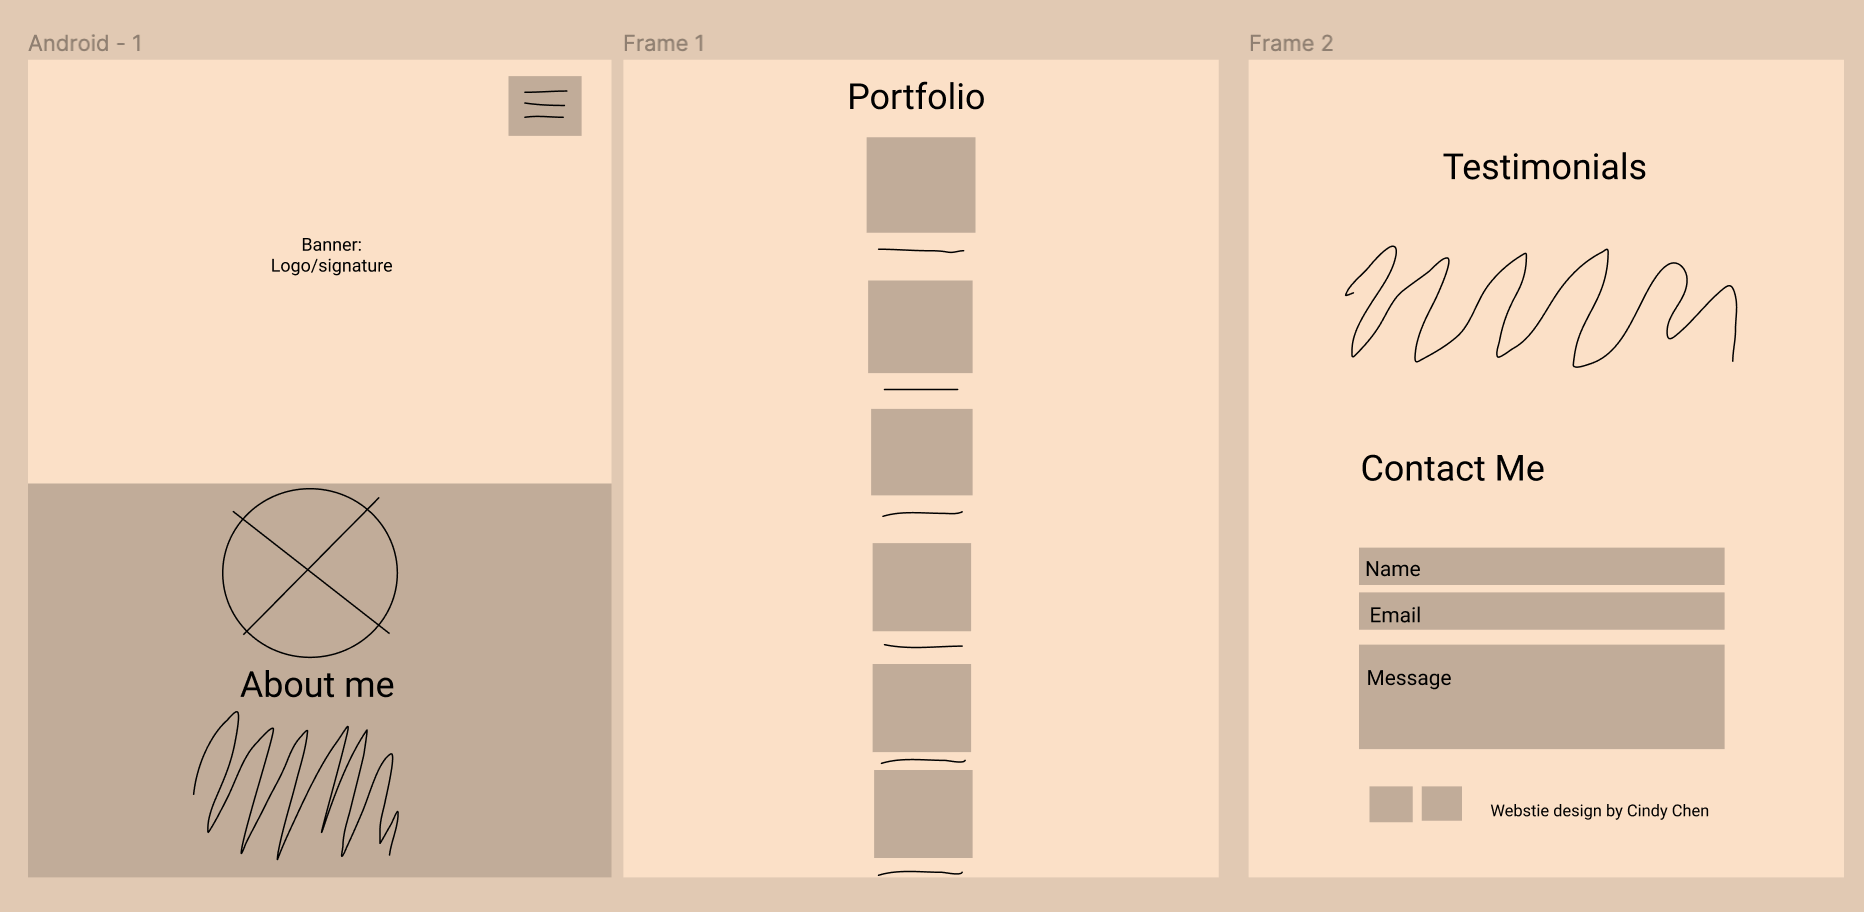 Android - 1
Banner:
Logo/signature
About me
Frame 1
Portfolio
Frame 2
Testimonials
Contact Me
Name
Email
Message
Webstie design by Cindy Chen